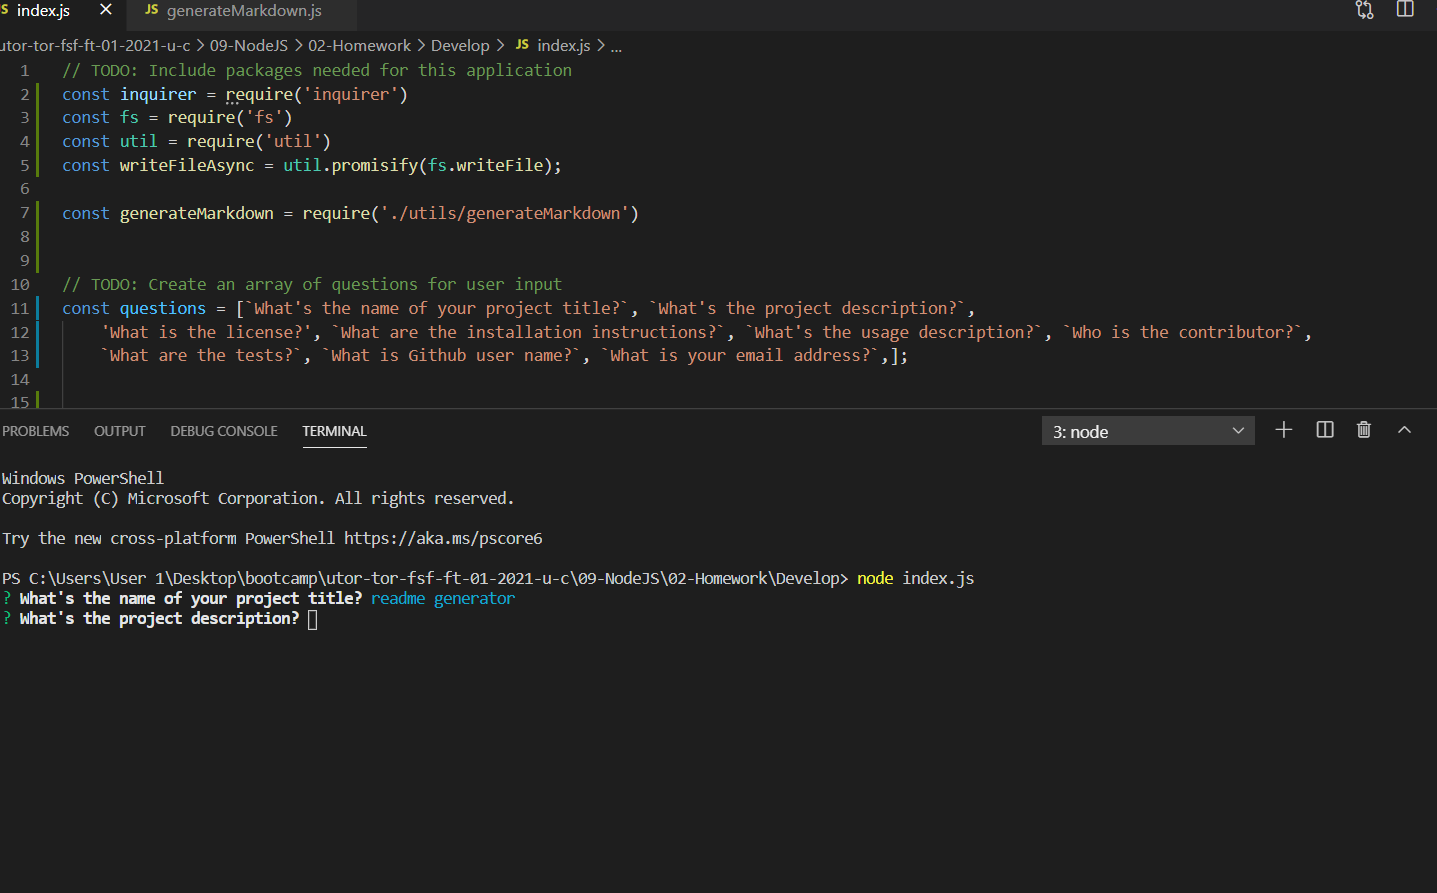 JS index.js × JS generateMarkdown.js
utor-tor-fsf-ft-01-2021-u-c > 09-NodeJS > 02-Homework > Develop > JS index.js > ...
1 // TODO: Include packages needed for this application
2 const inquirer = require('inquirer')
3 const fs = require('fs')
4 const util = require('util')
5 const writeFileAsync = util.promisify(fs.writeFile);
6
7 const generateMarkdown = require('./utils/generateMarkdown')
8
9
10 // TODO: Create an array of questions for user input
11 const questions = [`What's the name of your project title?`, `What's the project description?`,
12 'What is the license?', `What are the installation instructions?`, `What's the usage description?`, `Who is the contributor?`,
13 `What are the tests?`, `What is Github user name?`, `What is your email address?`,];
14
15
PROBLEMS OUTPUT DEBUG CONSOLE TERMINAL 3: node
Windows PowerShell
Copyright (C) Microsoft Corporation. All rights reserved.
Try the new cross-platform PowerShell https://aka.ms/pscore6
PS C:\Users\User 1\Desktop\bootcamp\utor-tor-fsf-ft-01-2021-u-c\09-NodeJS\02-Homework\Develop> node index.js
? What's the name of your project title? readme generator
? What's the project description?